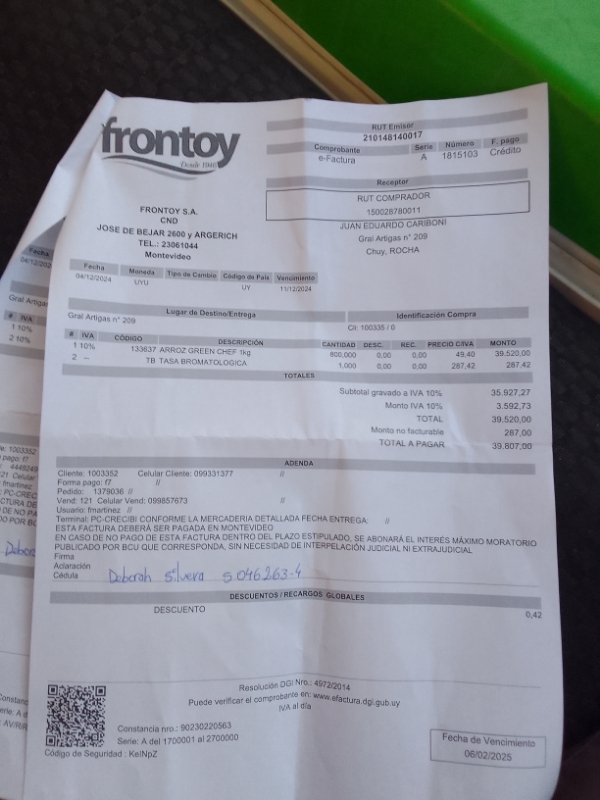 frontoy
Desde 1946
RUT Emisor
210148140017
Comprobante Serie Número F. pago
e-Factura A 1815103 Crédito
Receptor
RUT COMPRADOR
150028780011
JUAN EDUARDO CARIBONI
Gral Artigas n° 209
Chuy, ROCHA
FRONTOY S.A.
CND
JOSE DE BEJAR 2600 y ARGERICH
TEL.: 23061044
Montevideo
Fecha Moneda Tipo de Cambio Código de País Vencimiento
04/12/2024 UYU UY 11/12/2024
Lugar de Destino/Entrega Identificación Compra
Gral Artigas n° 209 Cli: 100335 / 0
# IVA CÓDIGO DESCRIPCIÓN CANTIDAD DESC. REC. PRECIO C/IVA MONTO
1 10% 133637 ARROZ GREEN CHEF 1kg 800,000 0,00 0,00 49,40 39.520,00
2 -- TB TASA BROMATOLOGICA 1,000 0,00 0,00 287,42 287,42
TOTALES
Subtotal gravado a IVA 10% 35.927,27
Monto IVA 10% 3.592,73
TOTAL 39.520,00
Monto no facturable 287,00
TOTAL A PAGAR 39.807,00
ADENDA
Cliente: 1003352 Celular Cliente: 099331377 //
Forma pago: f7 //
Pedido: 1379036 //
Vend: 121 Celular Vend: 099857673 //
Usuario: fmartinez //
Terminal: PC-CRECIBI CONFORME LA MERCADERIA DETALLADA FECHA ENTREGA: //
ESTA FACTURA DEBERÁ SER PAGADA EN MONTEVIDEO
EN CASO DE NO PAGO DE ESTA FACTURA DENTRO DEL PLAZO ESTIPULADO, SE ABONARÁ EL INTERÉS MÁXIMO MORATORIO
PUBLICADO POR BCU QUE CORRESPONDA, SIN NECESIDAD DE INTERPELACIÓN JUDICIAL NI EXTRAJUDICIAL
Firma
Aclaración
Cédula Deborah Silvera 5.046263-4
DESCUENTOS / RECARGOS GLOBALES
DESCUENTO 0,42
Resolución DGI Nro.: 4972/2014
Puede verificar el comprobante en: www.efactura.dgi.gub.uy
IVA al día
Constancia nro.: 90230220563
Serie: A del 1700001 al 2700000
Código de Seguridad : KeINpZ
Fecha de Vencimiento
06/02/2025